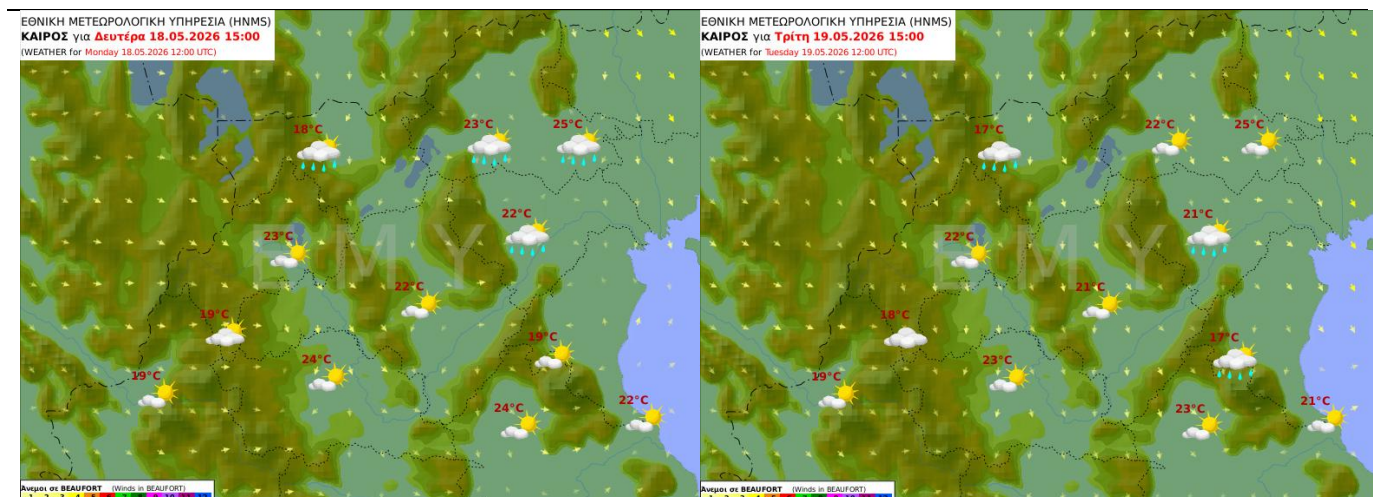 ΕΘΝΙΚΗ ΜΕΤΕΩΡΟΛΟΓΙΚΗ ΥΠΗΡΕΣΙΑ (HNMS)
ΚΑΙΡΟΣ για Δευτέρα 18.05.2026 15:00
(WEATHER for Monday 18.05.2026 12:00 UTC)
18°C
23°C
25°C
22°C
23°C
ΕΜΥ
22°C
19°C
19°C
24°C
19°C
24°C
22°C
Άνεμοι σε BEAUFORT (Winds in BEAUFORT)
ΕΘΝΙΚΗ ΜΕΤΕΩΡΟΛΟΓΙΚΗ ΥΠΗΡΕΣΙΑ (HNMS)
ΚΑΙΡΟΣ για Τρίτη 19.05.2026 15:00
(WEATHER for Tuesday 19.05.2026 12:00 UTC)
17°C
22°C
25°C
21°C
22°C
ΕΜΥ
21°C
18°C
17°C
23°C
19°C
23°C
21°C
Άνεμοι σε BEAUFORT (Winds in BEAUFORT)